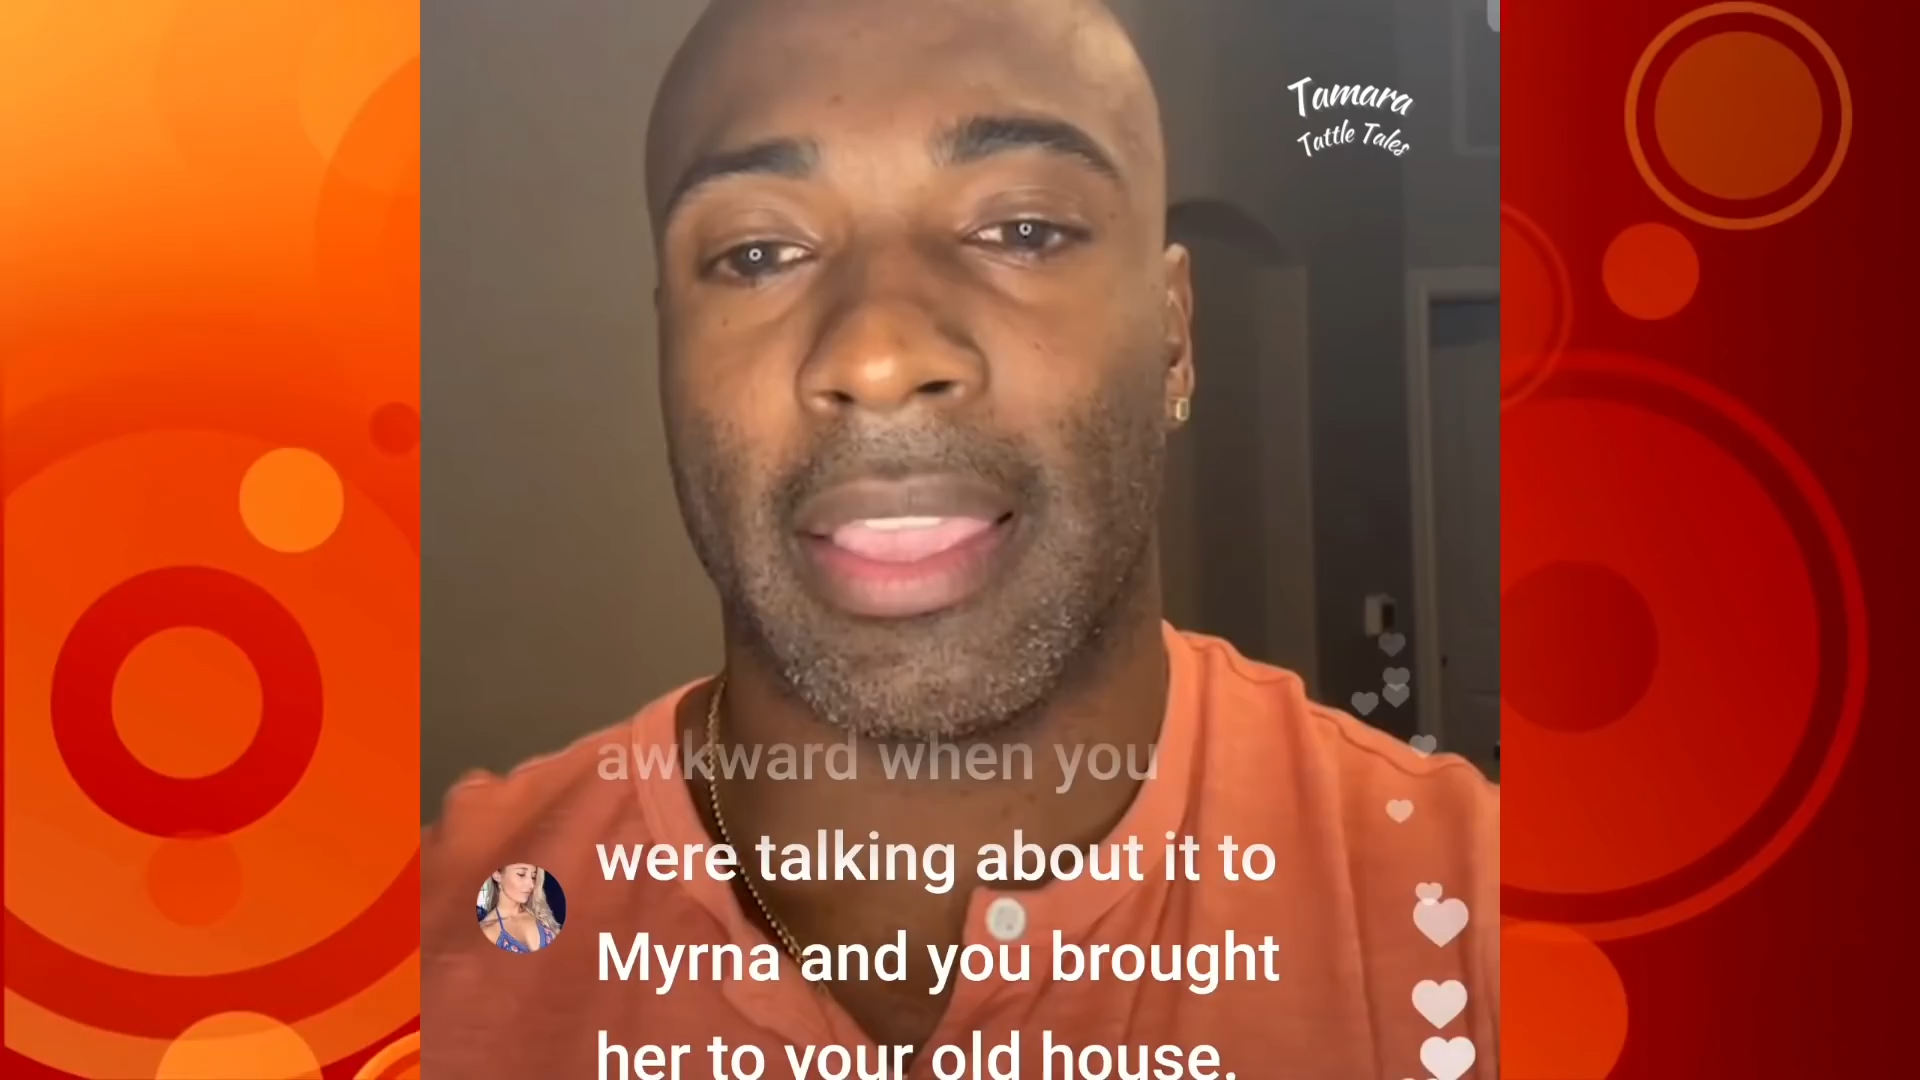 Tamara
Tattle Tales
awkward when you
were talking about it to
Myrna and you brought
her to your old house.